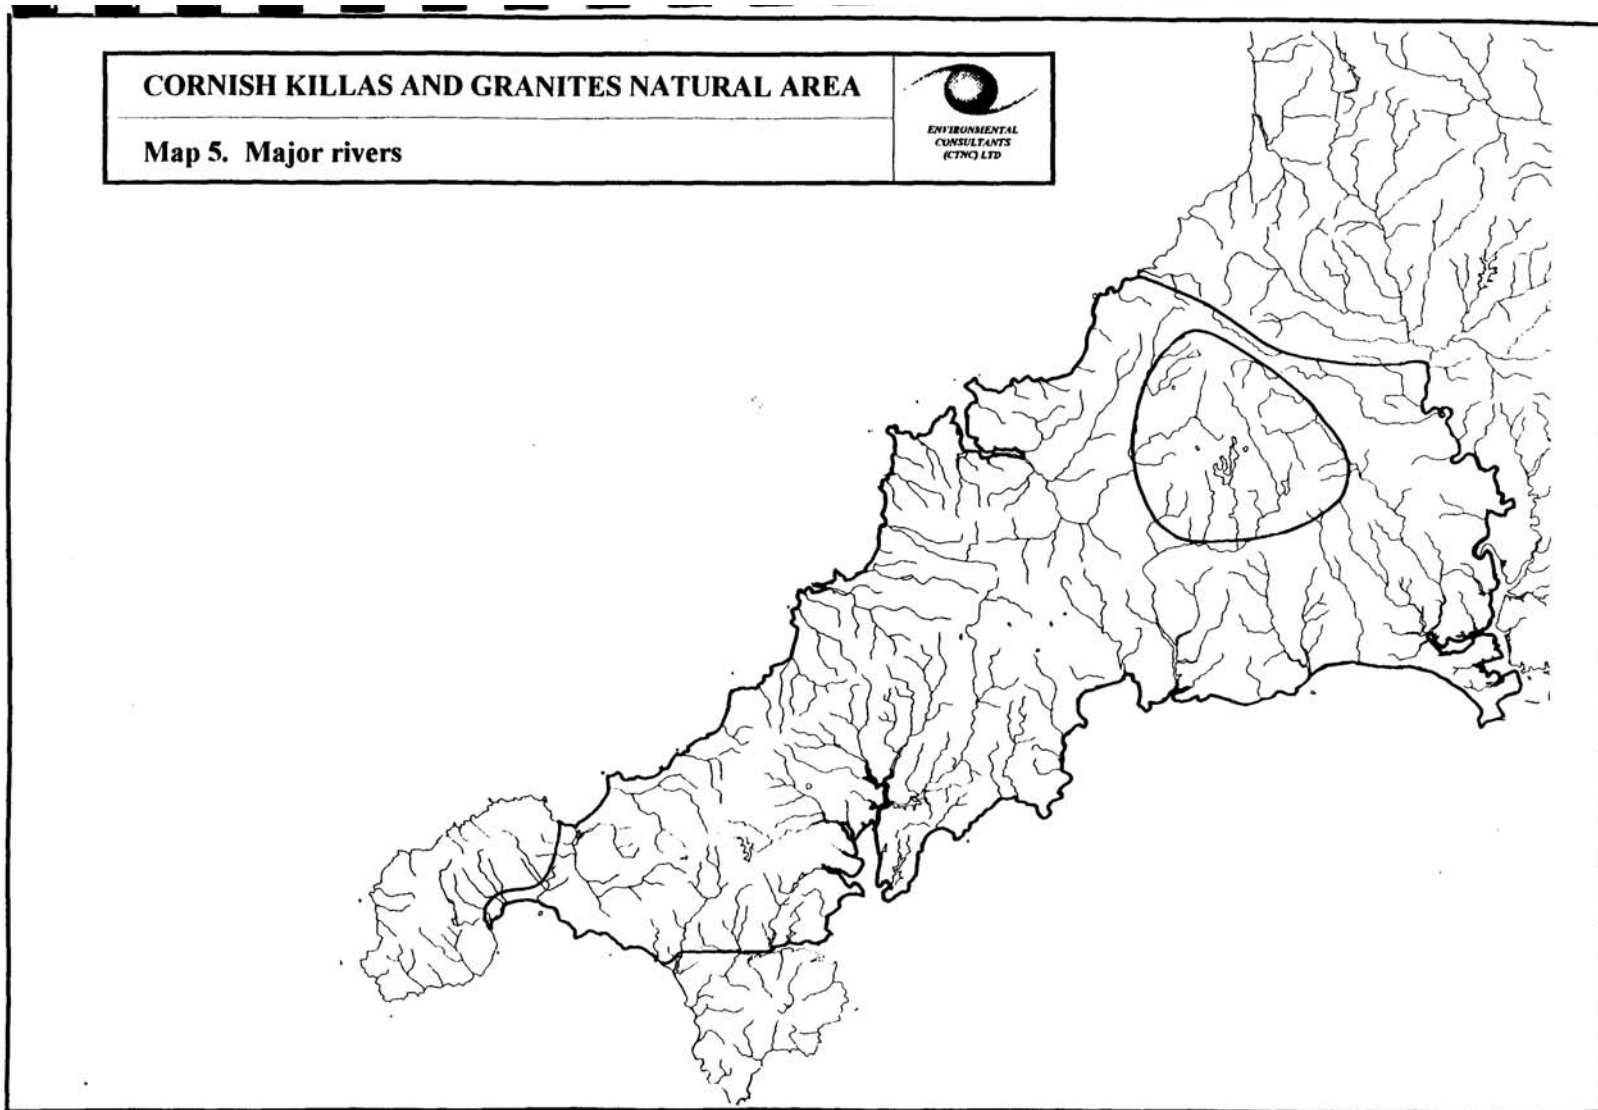 CORNISH KILLAS AND GRANITES NATURAL AREA
Map 5. Major rivers
ENVIRONMENTAL
CONSULTANTS
(CTNC) LTD